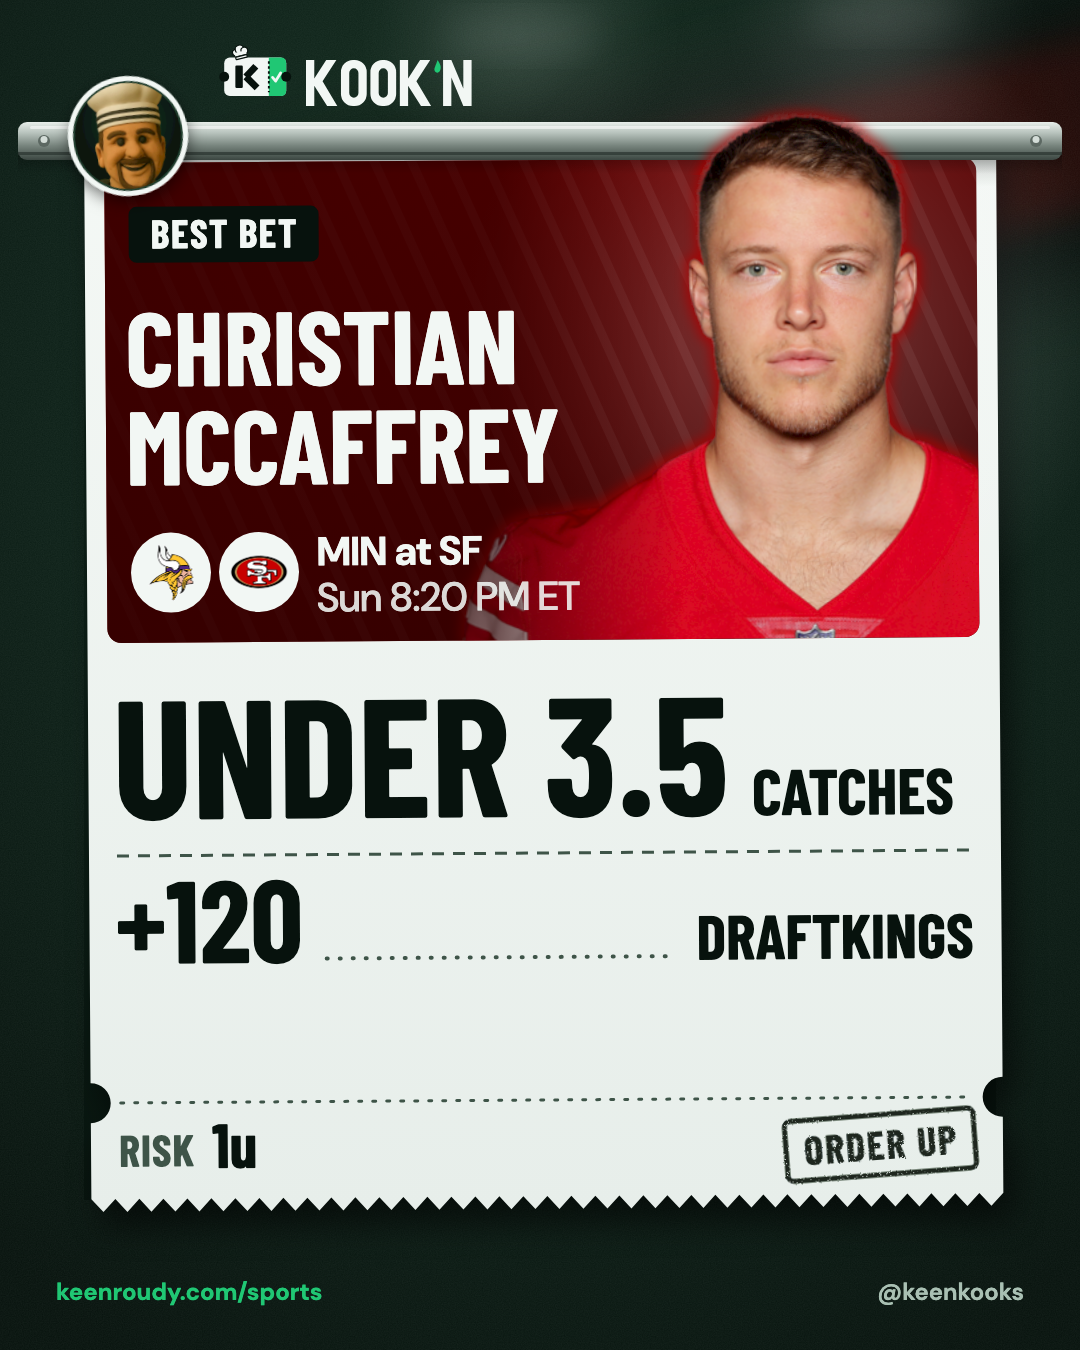 K
KOOK'N
BEST BET
CHRISTIAN
MCCAFFREY
SF
MIN at SF
Sun 8:20 PM ET
UNDER 3.5 CATCHES
+120 DRAFTKINGS
RISK 1u
ORDER UP
keenroudy.com/sports
@keenkooks